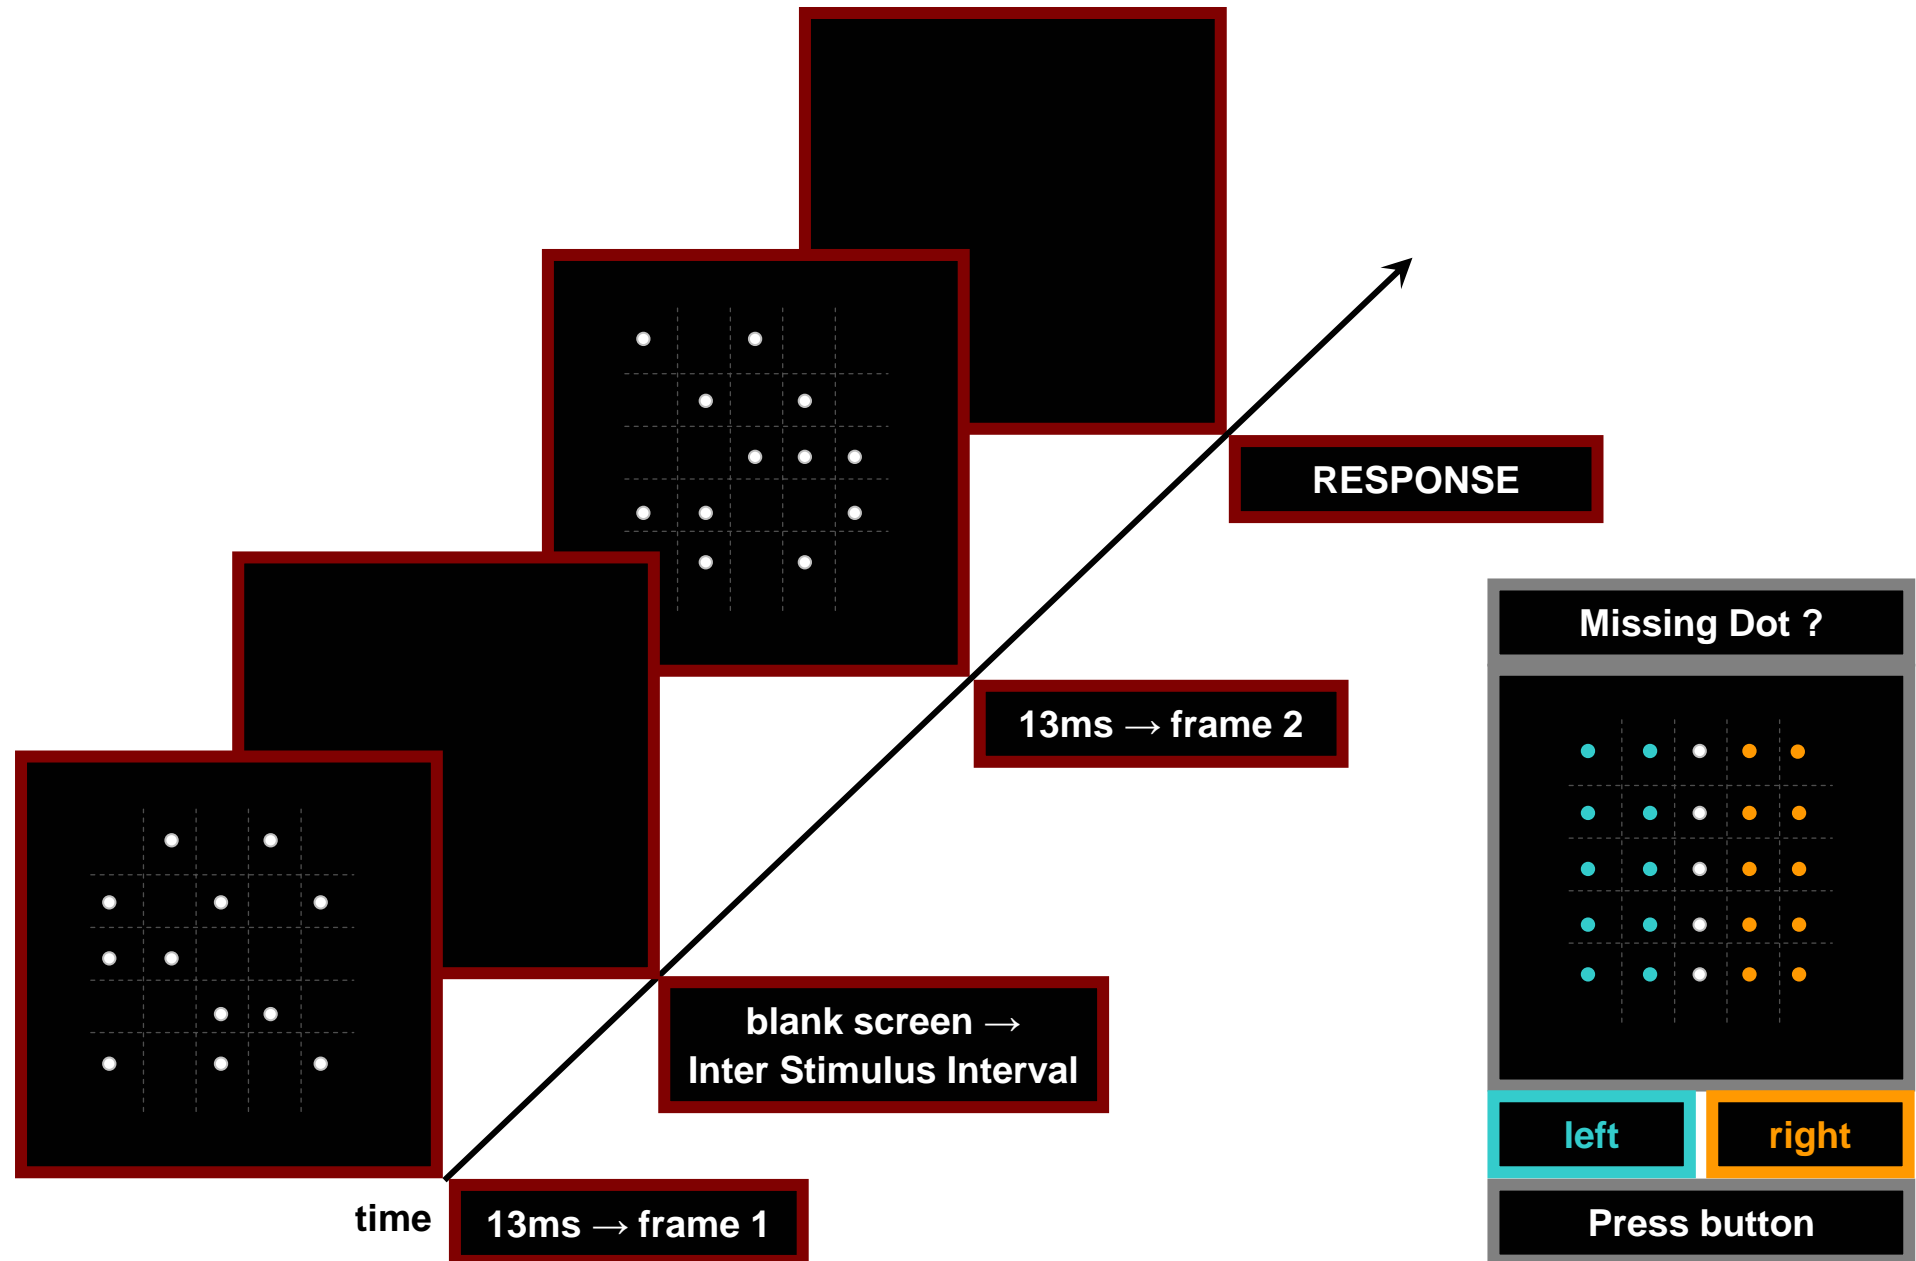 RESPONSE
Missing Dot ?
13ms → frame 2
blank screen →
Inter Stimulus Interval
left
right
time
13ms → frame 1
Press button